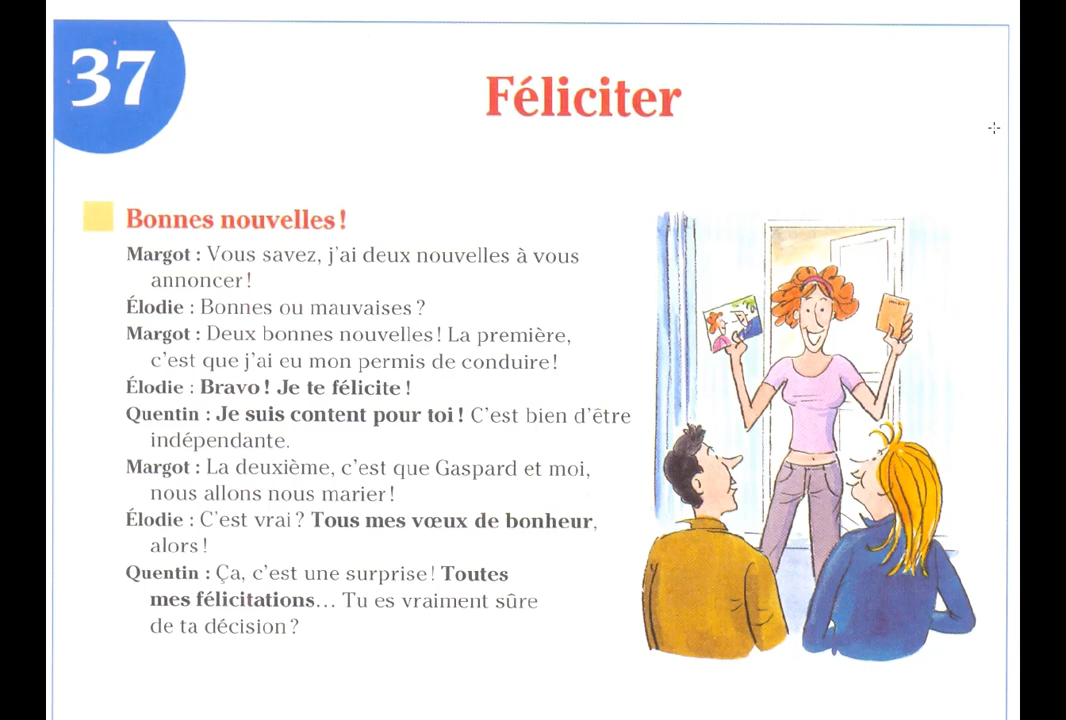 37
Féliciter
Bonnes nouvelles !
Margot : Vous savez, j'ai deux nouvelles à vous
annoncer !
Élodie : Bonnes ou mauvaises ?
Margot : Deux bonnes nouvelles ! La première,
c'est que j'ai eu mon permis de conduire !
Élodie : Bravo ! Je te félicite !
Quentin : Je suis content pour toi ! C'est bien d'être
indépendante.
Margot : La deuxième, c'est que Gaspard et moi,
nous allons nous marier !
Élodie : C'est vrai ? Tous mes vœux de bonheur,
alors !
Quentin : Ça, c'est une surprise ! Toutes
mes félicitations… Tu es vraiment sûre
de ta décision ?